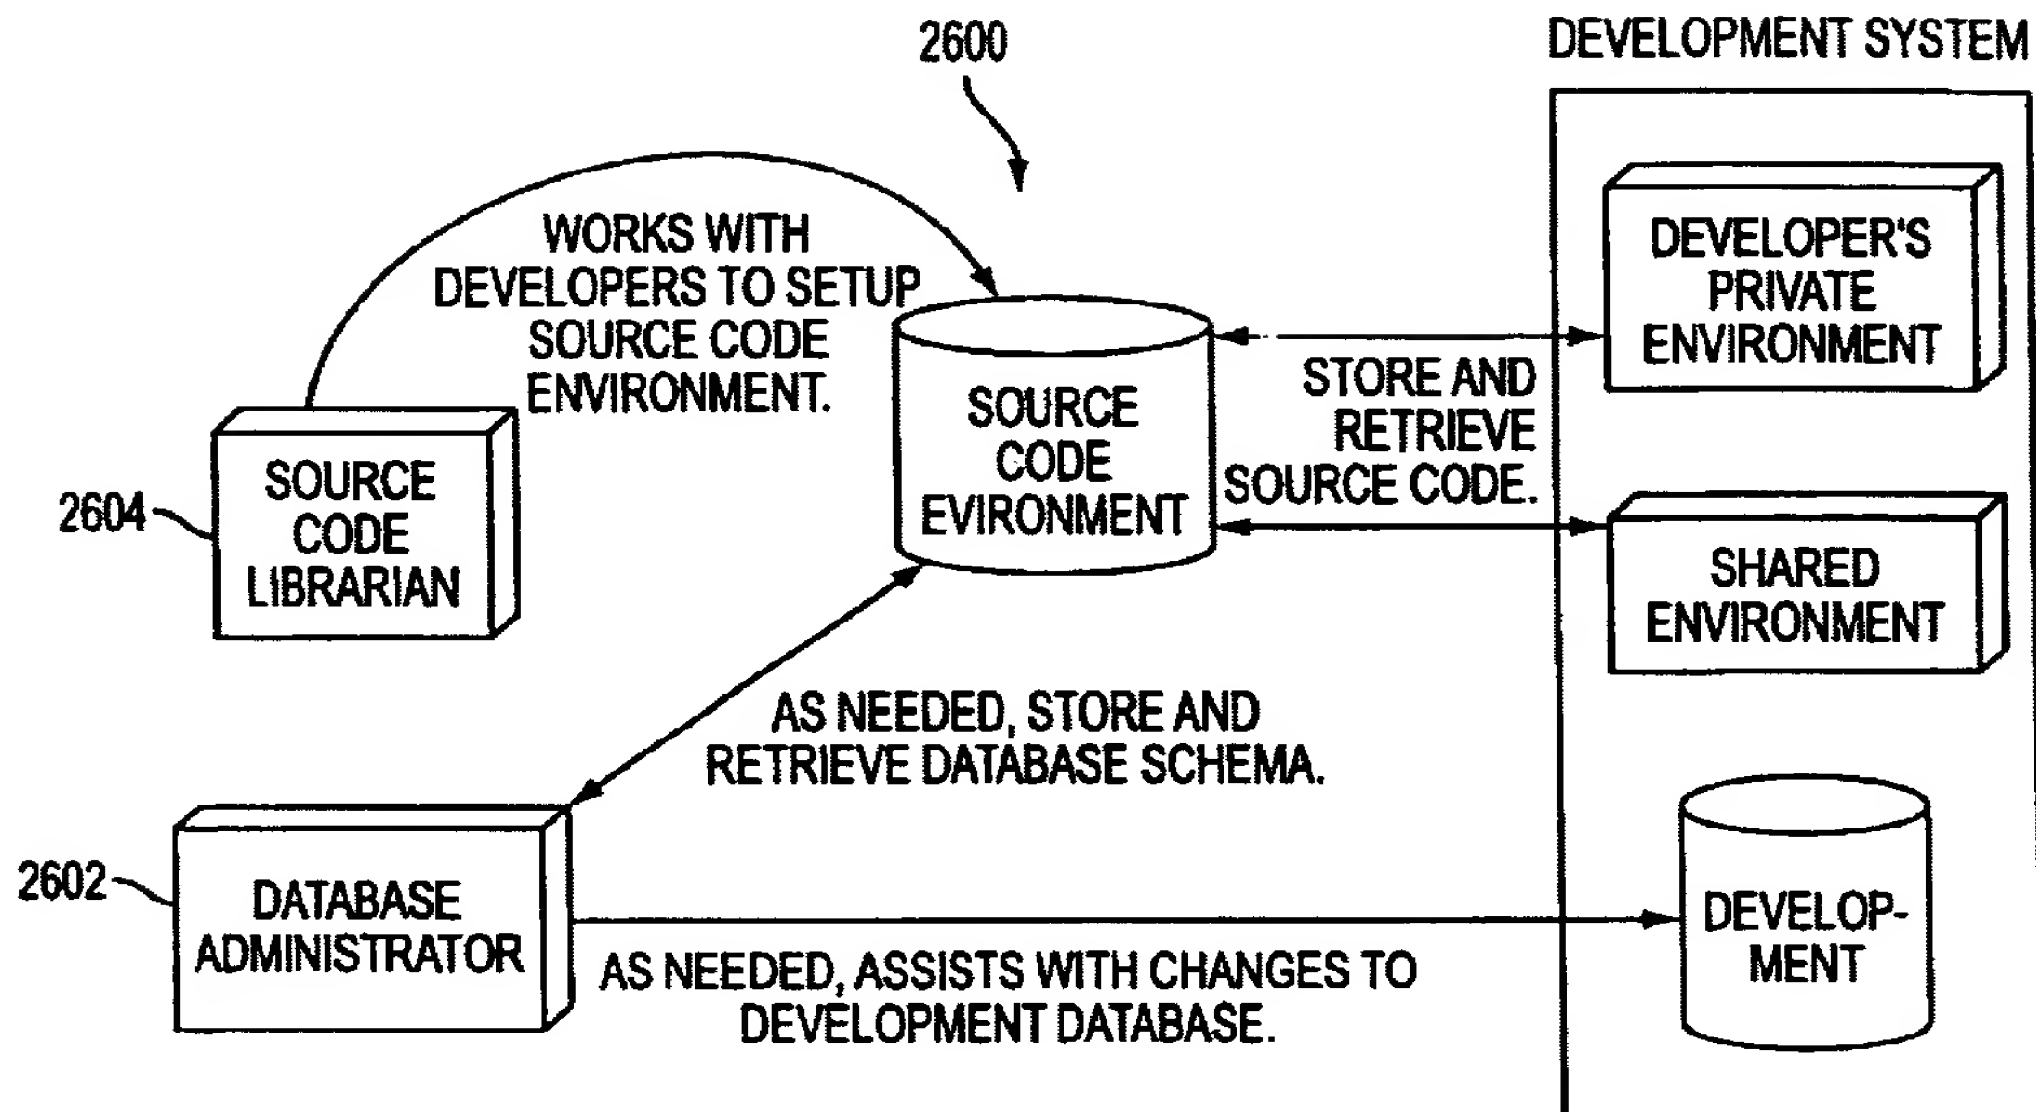 2600
DEVELOPMENT SYSTEM
WORKS WITH
DEVELOPERS TO SETUP
SOURCE CODE
ENVIRONMENT.
DEVELOPER'S
PRIVATE
ENVIRONMENT
SOURCE
CODE
EVIRONMENT
STORE AND
RETRIEVE
SOURCE CODE.
2604
SOURCE
CODE
LIBRARIAN
SHARED
ENVIRONMENT
AS NEEDED, STORE AND
RETRIEVE DATABASE SCHEMA.
2602
DATABASE
ADMINISTRATOR
AS NEEDED, ASSISTS WITH CHANGES TO
DEVELOPMENT DATABASE.
DEVELOP-
MENT